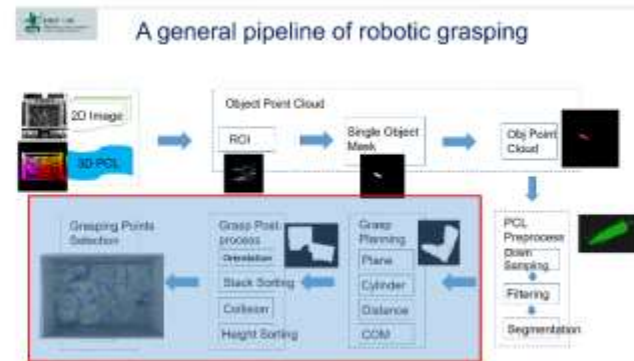 A general pipeline of robotic grasping
2D Image
3D PCL
Object Point Cloud
ROI
Single Object
Mask
Obj Point
Cloud
PCL
Preprocess
Down
Sampling
Filtering
Segmentation
Grasp
Planning
Plane
Cylinder
Distance
COM
Grasp Post
process
Orientation
Stack Sorting
Collision
Height Sorting
Grasping Points
Selection